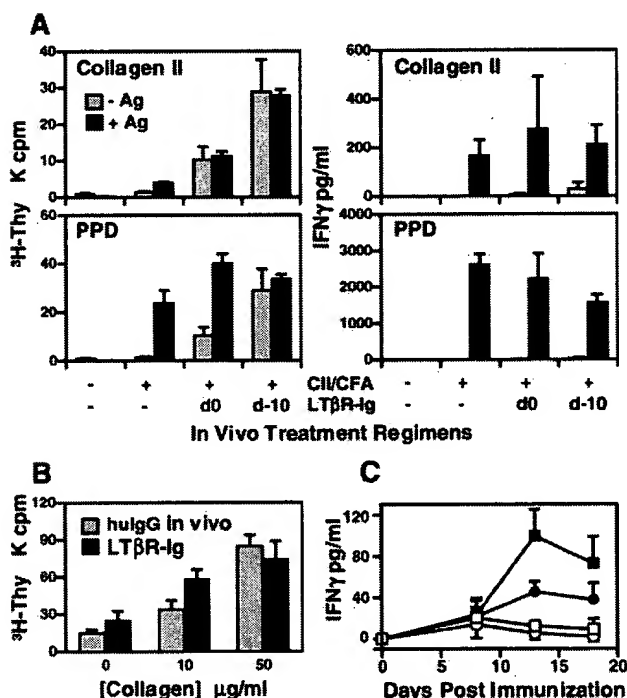 A
Collagen II
- Ag
+ Ag
³H-Thy K cpm
40
30
20
10
0
PPD
60
40
20
0
Collagen II
IFNγ pg/ml
600
400
200
0
PPD
4000
3000
2000
1000
0
- + + + CII/CFA - + + +
- - d0 d-10 LTβR-Ig - - d0 d-10
In Vivo Treatment Regimens
B
huIgG in vivo
LTβR-Ig
³H-Thy K cpm
120
90
60
30
0
0 10 50
[Collagen] µg/ml
C
IFNγ pg/ml
120
80
40
0
0 5 10 15 20
Days Post Immunization